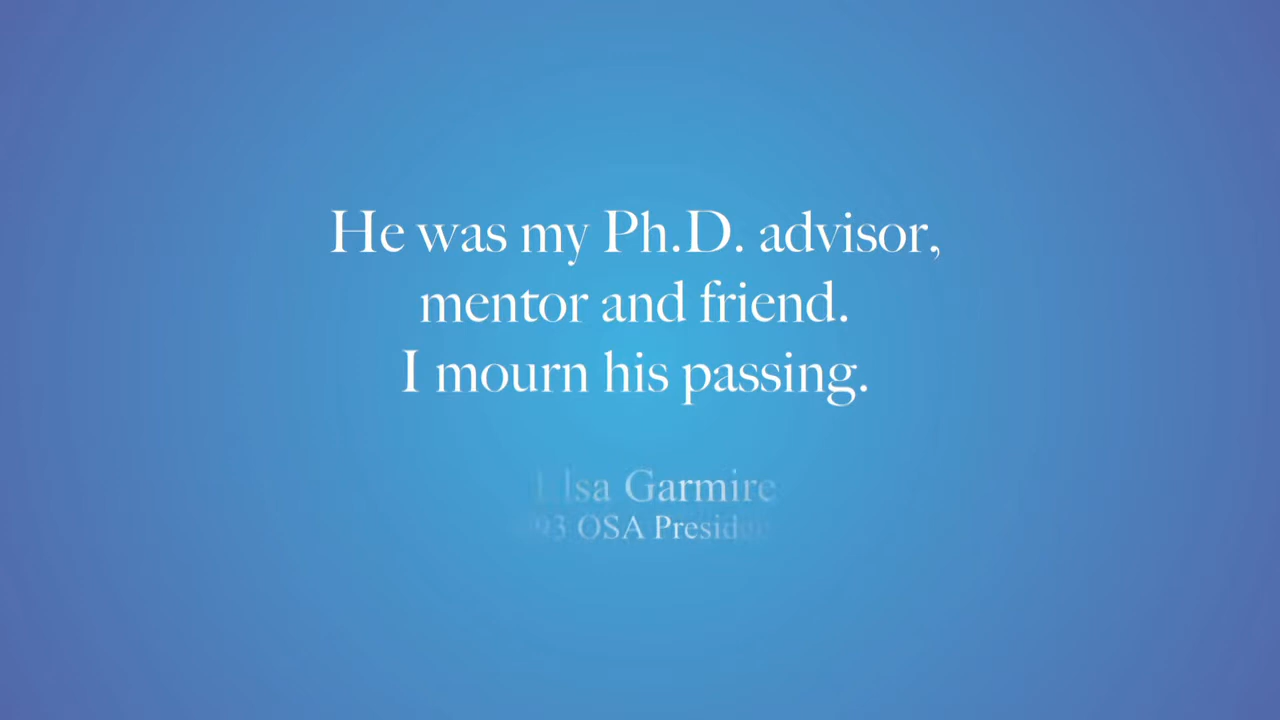 He was my Ph.D. advisor,
mentor and friend.
I mourn his passing.
Garmire
OSA